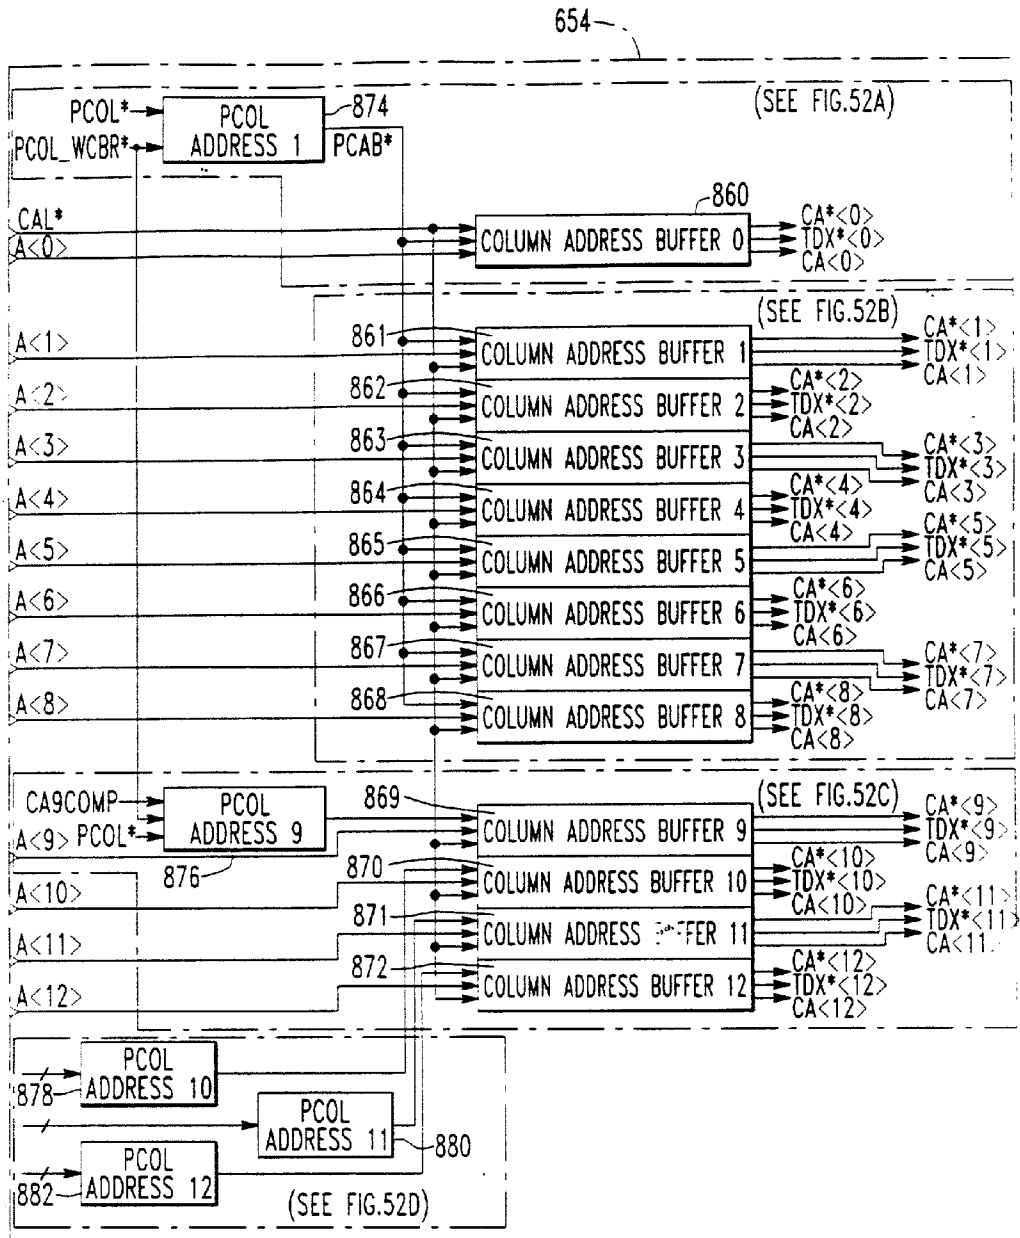 654
(SEE FIG.52A)
PCOL*
PCOL_WCBR*
PCOL
ADDRESS 1
874
PCAB*
CAL*
A<0>
860
COLUMN ADDRESS BUFFER 0
CA*<0>
TDX*<0>
CA<0>
(SEE FIG.52B)
A<1>
861
COLUMN ADDRESS BUFFER 1
CA*<1>
TDX*<1>
CA<1>
A<2>
862
COLUMN ADDRESS BUFFER 2
CA*<2>
TDX*<2>
CA<2>
A<3>
863
COLUMN ADDRESS BUFFER 3
CA*<3>
TDX*<3>
CA<3>
A<4>
864
COLUMN ADDRESS BUFFER 4
CA*<4>
TDX*<4>
CA<4>
A<5>
865
COLUMN ADDRESS BUFFER 5
CA*<5>
TDX*<5>
CA<5>
A<6>
866
COLUMN ADDRESS BUFFER 6
CA*<6>
TDX*<6>
CA<6>
A<7>
867
COLUMN ADDRESS BUFFER 7
CA*<7>
TDX*<7>
CA<7>
A<8>
868
COLUMN ADDRESS BUFFER 8
CA*<8>
TDX*<8>
CA<8>
(SEE FIG.52C)
CA9COMP
PCOL*
PCOL
ADDRESS 9
876
A<9>
869
COLUMN ADDRESS BUFFER 9
CA*<9>
TDX*<9>
CA<9>
A<10>
870
COLUMN ADDRESS BUFFER 10
CA*<10>
TDX*<10>
CA<10>
A<11>
871
COLUMN ADDRESS 11
CA*<11>
TDX*<11>
CA<11
A<12>
872
COLUMN ADDRESS BUFFER 12
CA*<12>
TDX*<12>
CA<12>
878
PCOL
ADDRESS 10
PCOL
ADDRESS 11
880
882
PCOL
ADDRESS 12
(SEE FIG.52D)